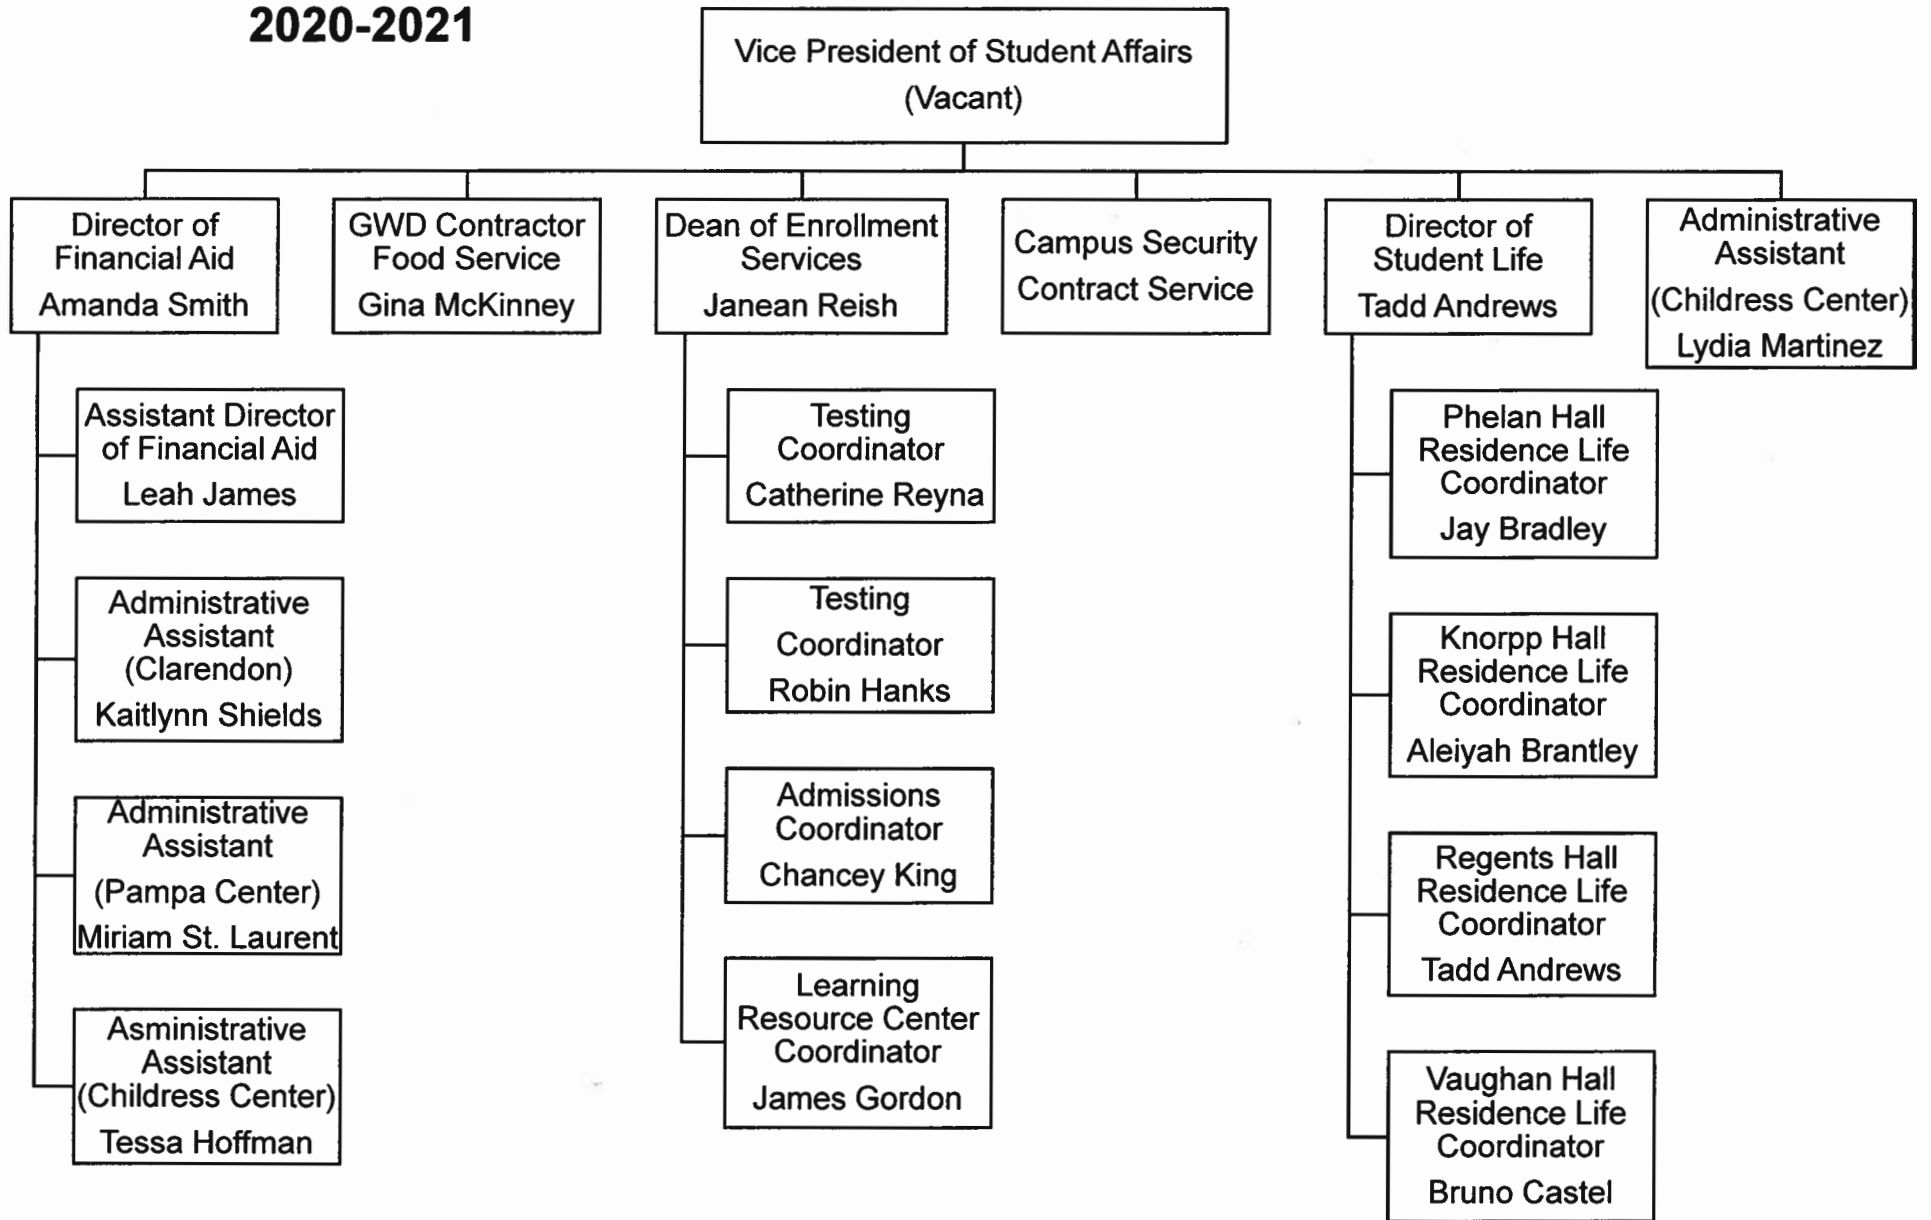 2020-2021
Vice President of Student Affairs
(Vacant)
Director of
Financial Aid
Amanda Smith
GWD Contractor
Food Service
Gina McKinney
Dean of Enrollment
Services
Janean Reish
Campus Security
Contract Service
Director of
Student Life
Tadd Andrews
Administrative
Assistant
(Childress Center)
Lydia Martinez
Assistant Director
of Financial Aid
Leah James
Administrative
Assistant
(Clarendon)
Kaitlynn Shields
Administrative
Assistant
(Pampa Center)
Miriam St. Laurent
Asministrative
Assistant
(Childress Center)
Tessa Hoffman
Testing
Coordinator
Catherine Reyna
Testing
Coordinator
Robin Hanks
Admissions
Coordinator
Chancey King
Learning
Resource Center
Coordinator
James Gordon
Phelan Hall
Residence Life
Coordinator
Jay Bradley
Knorpp Hall
Residence Life
Coordinator
Aleiyah Brantley
Regents Hall
Residence Life
Coordinator
Tadd Andrews
Vaughan Hall
Residence Life
Coordinator
Bruno Castel